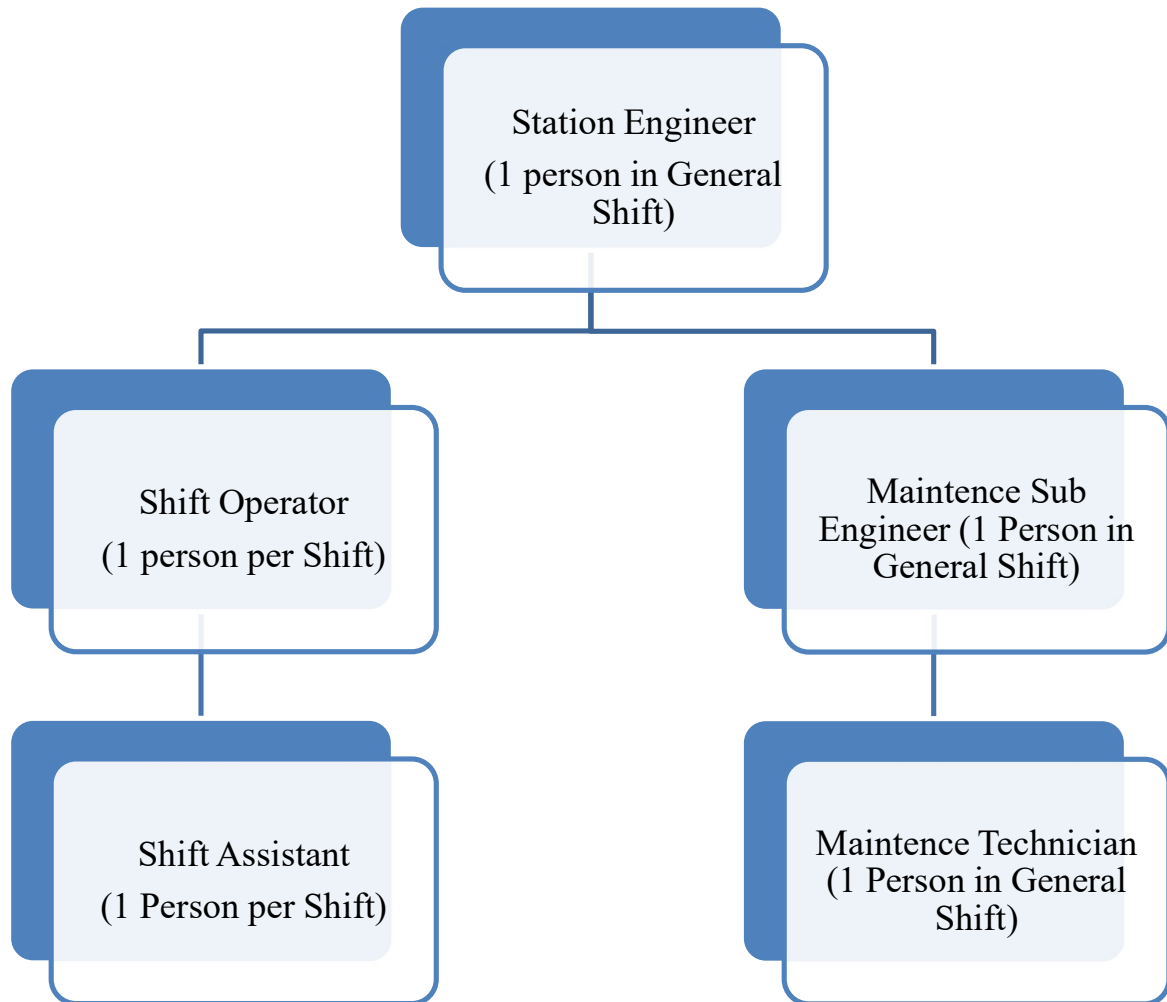 Station Engineer
(1 person in General
Shift)
Shift Operator
(1 person per Shift)
Maintence Sub
Engineer (1 Person in
General Shift)
Shift Assistant
(1 Person per Shift)
Maintence Technician
(1 Person in General
Shift)